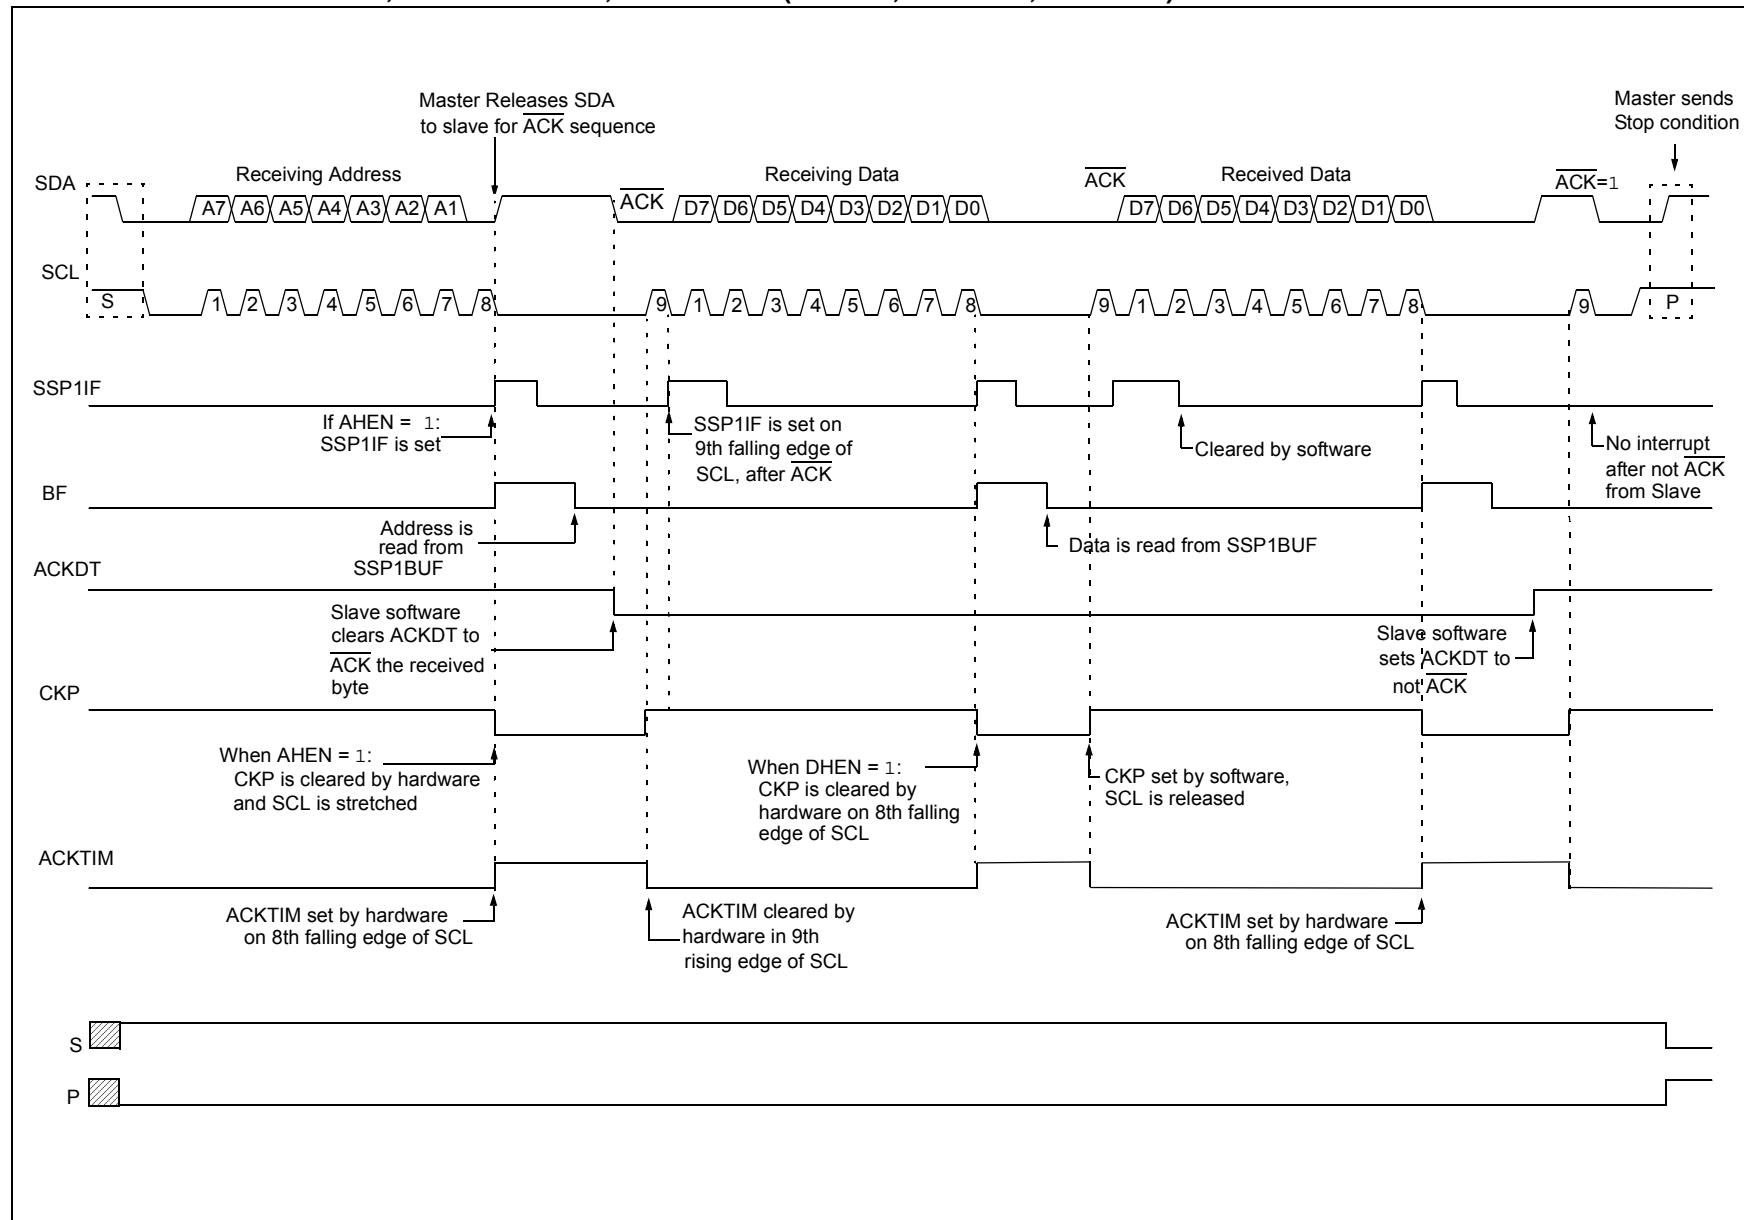 Master Releases SDA
to slave for ACK sequence
Master sends
Stop condition
SDA
Receiving Address
A7 A6 A5 A4 A3 A2 A1
ACK
Receiving Data
D7 D6 D5 D4 D3 D2 D1 D0
ACK
Received Data
D7 D6 D5 D4 D3 D2 D1 D0
ACK=1
SCL
S 1 2 3 4 5 6 7 8 9 1 2 3 4 5 6 7 8 9 1 2 3 4 5 6 7 8 9 P
SSP1IF
If AHEN = 1:
SSP1IF is set
SSP1IF is set on
9th falling edge of
SCL, after ACK
Cleared by software
No interrupt
after not ACK
from Slave
BF
Address is
read from
SSP1BUF
Data is read from SSP1BUF
ACKDT
Slave software
clears ACKDT to
ACK the received
byte
Slave software
sets ACKDT to
not ACK
CKP
When AHEN = 1:
CKP is cleared by hardware
and SCL is stretched
When DHEN = 1:
CKP is cleared by
hardware on 8th falling
edge of SCL
CKP set by software,
SCL is released
ACKTIM
ACKTIM set by hardware
on 8th falling edge of SCL
ACKTIM cleared by
hardware in 9th
rising edge of SCL
ACKTIM set by hardware
on 8th falling edge of SCL
S
P